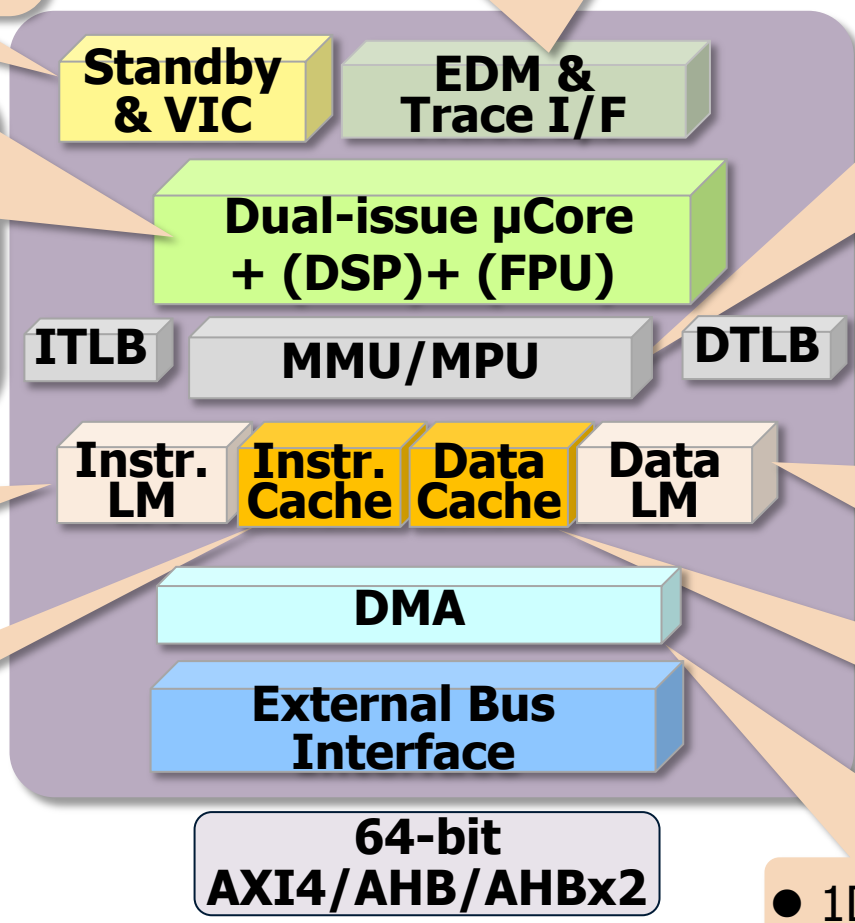 Standby
& VIC
EDM &
Trace I/F
Dual-issue µCore
+ (DSP)+ (FPU)
ITLB
MMU/MPU
DTLB
Instr.
LM
Instr.
Cache
Data
Cache
Data
LM
DMA
External Bus
Interface
64-bit
AXI4/AHB/AHBx2